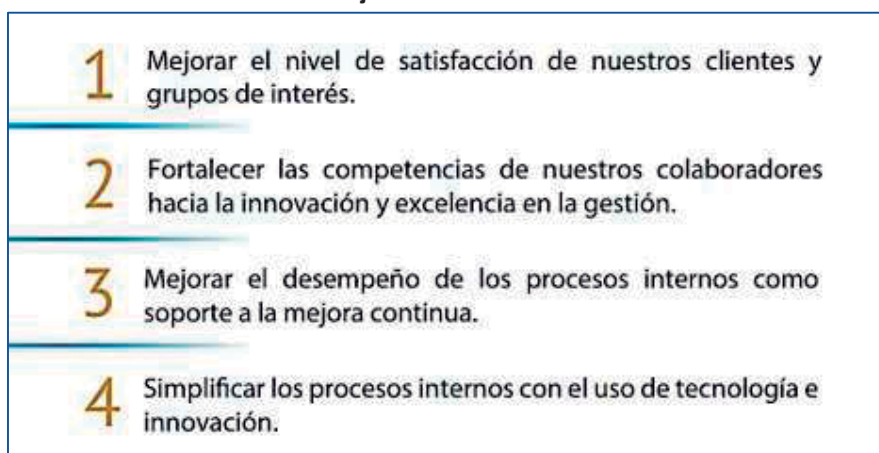 1 Mejorar el nivel de satisfacción de nuestros clientes y
grupos de interés.
2 Fortalecer las competencias de nuestros colaboradores
hacia la innovación y excelencia en la gestión.
3 Mejorar el desempeño de los procesos internos como
soporte a la mejora continua.
4 Simplificar los procesos internos con el uso de tecnología e
innovación.